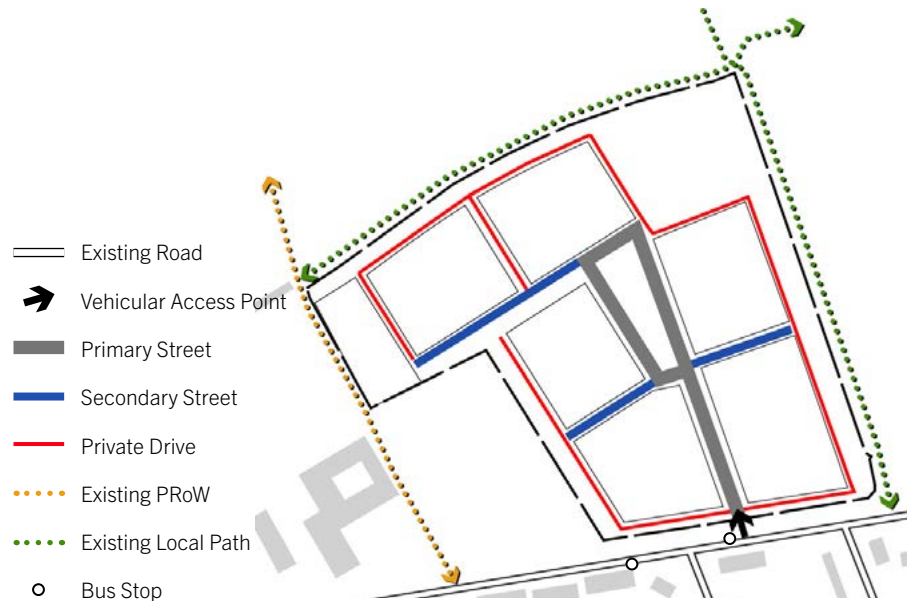 Existing Road
Vehicular Access Point
Primary Street
Secondary Street
Private Drive
Existing PRoW
Existing Local Path
Bus Stop